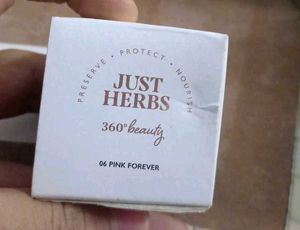 PRESERVE • PROTECT • NOURISH
JUST
HERBS
360° beauty
06 PINK FOREVER